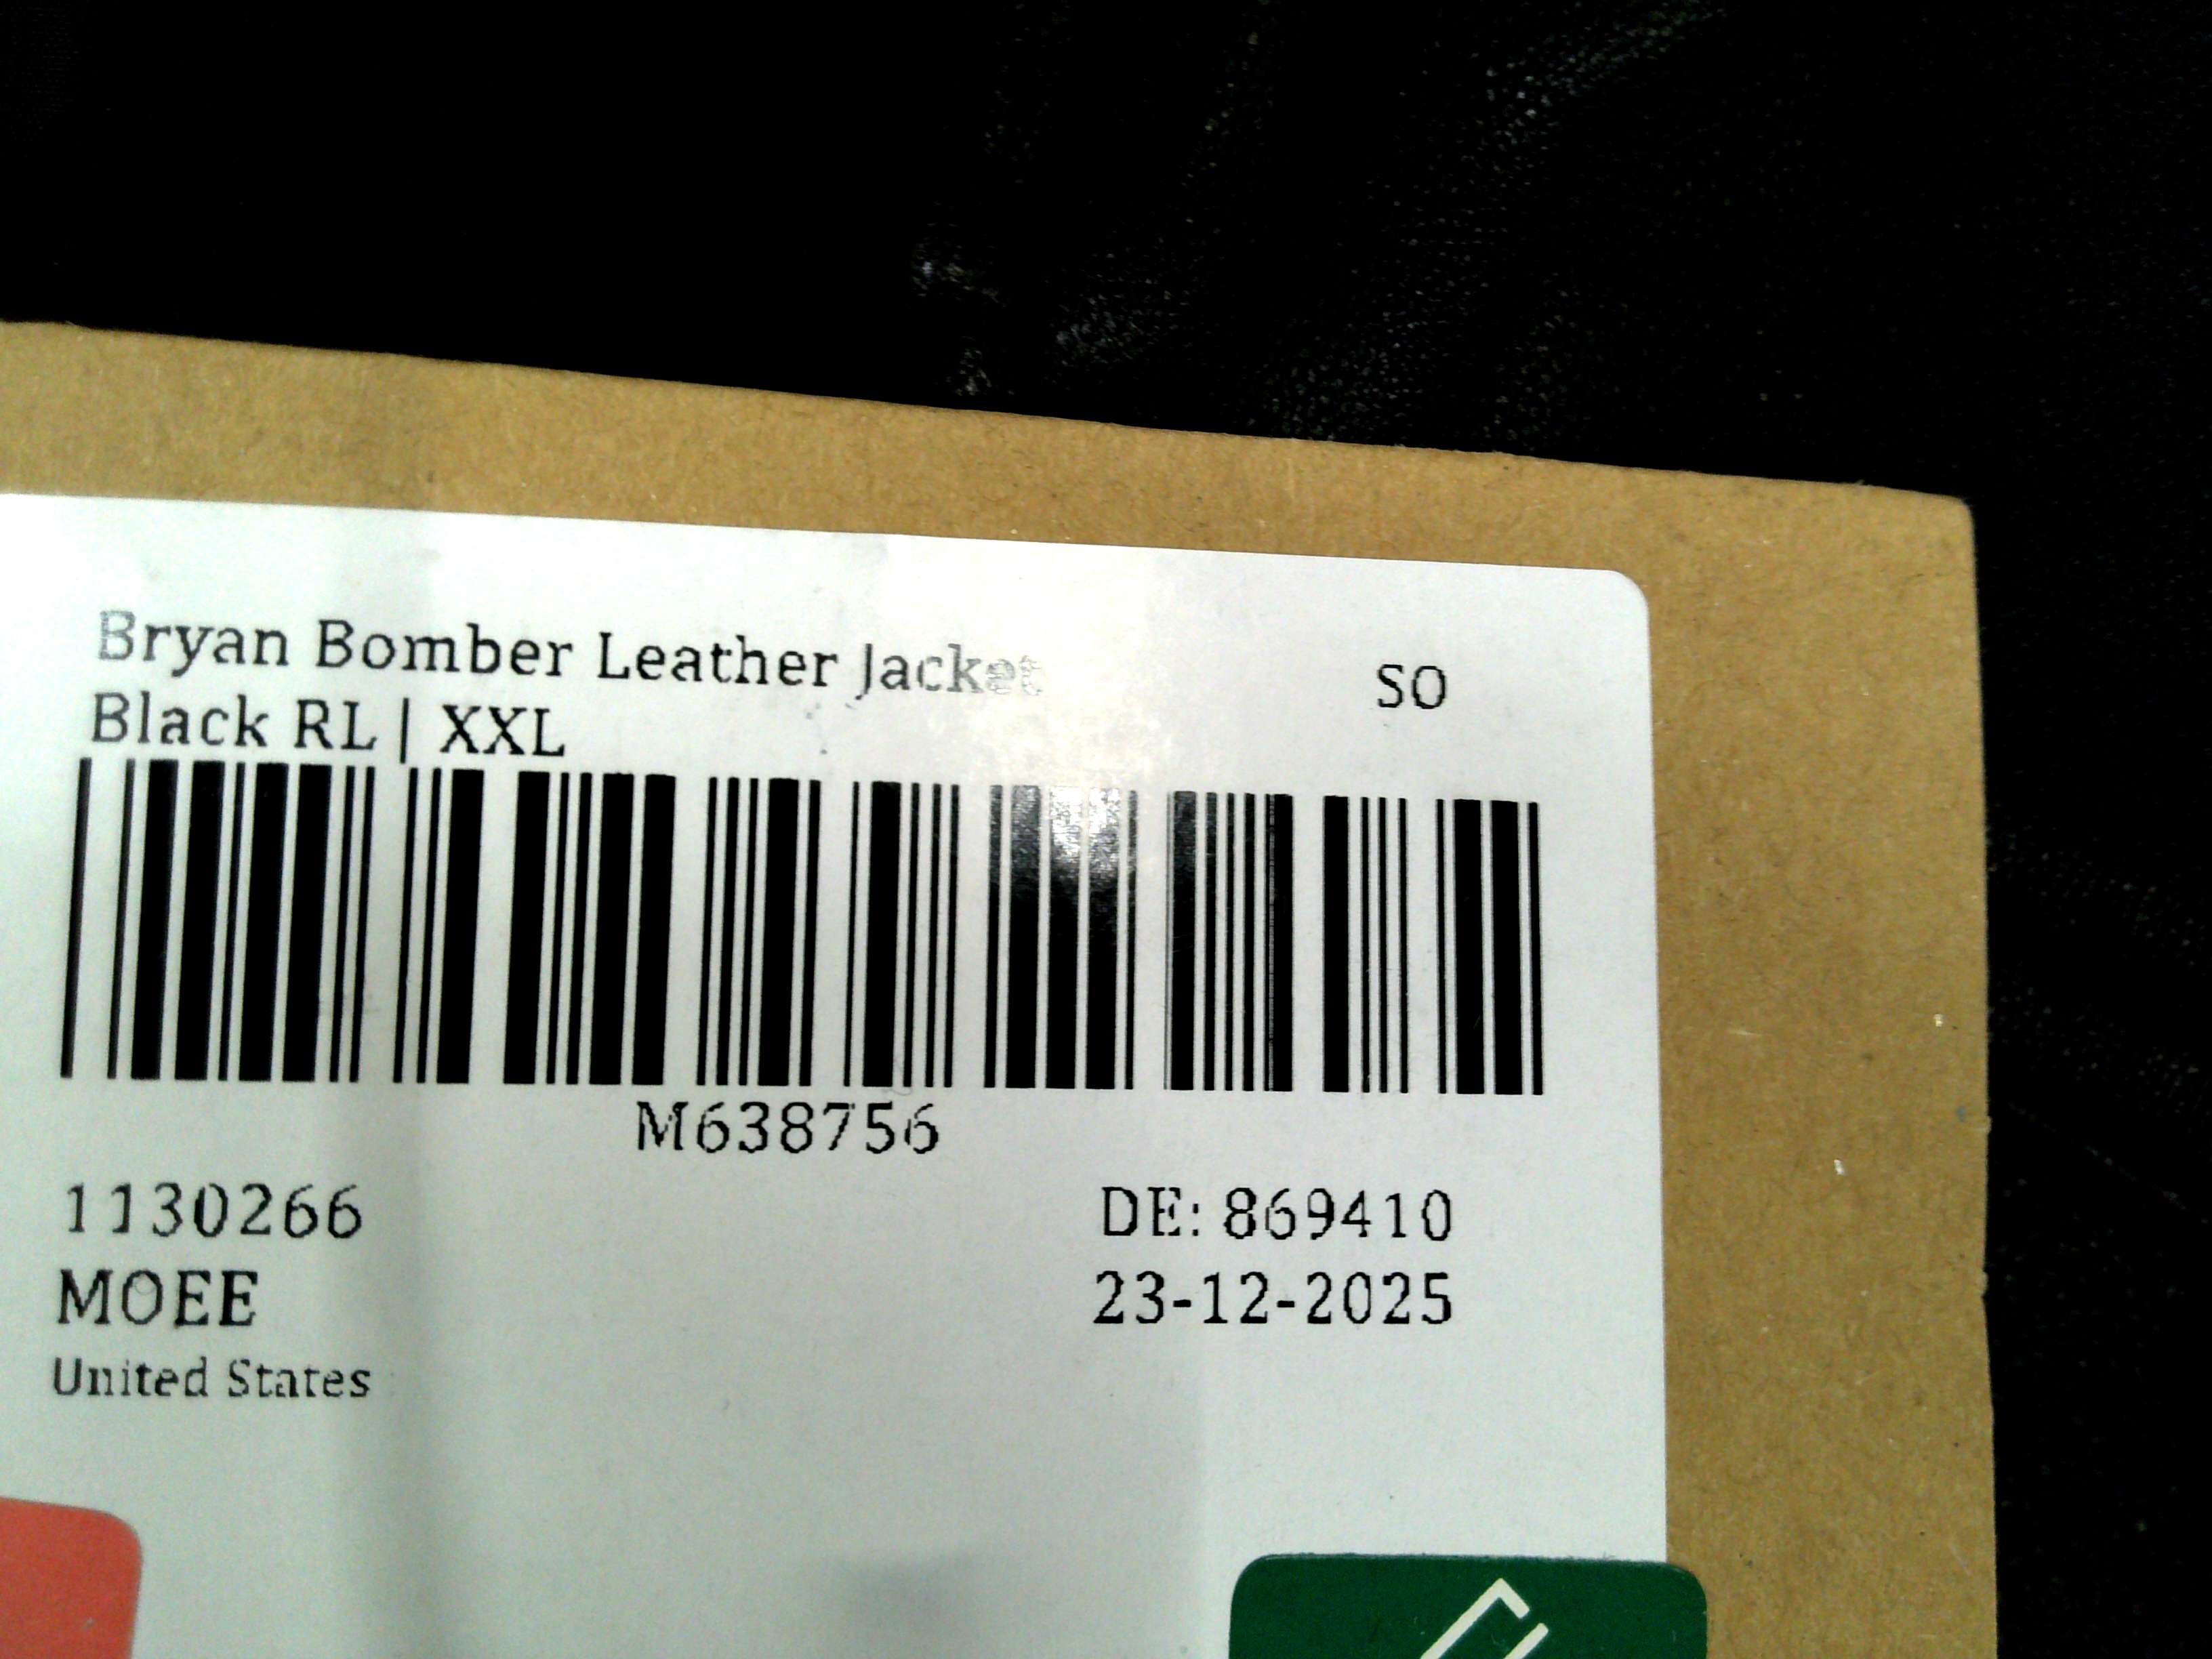 Bryan Bomber Leather Jacket
SO
Black RL | XXL
M638756
1130266
DE: 869410
MOEE
23-12-2025
United States